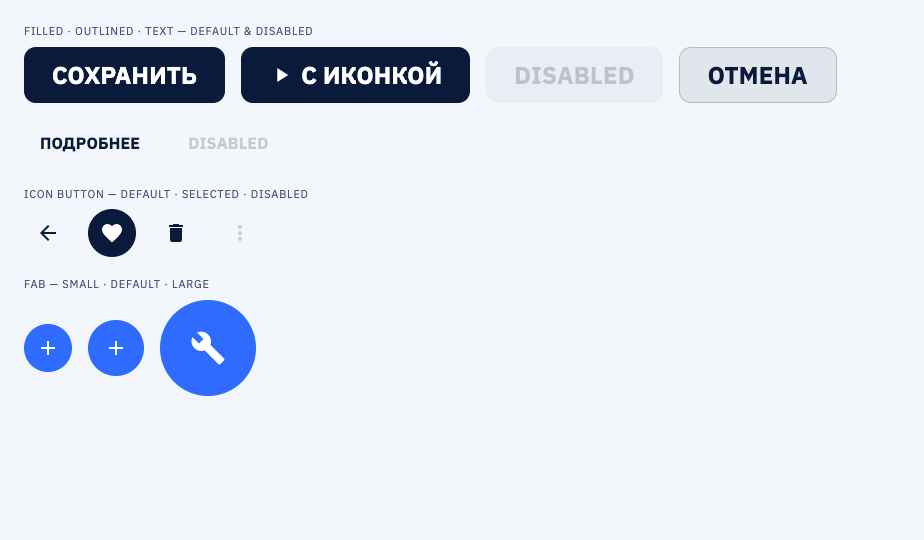 FILLED · OUTLINED · TEXT — DEFAULT & DISABLED
СОХРАНИТЬ
С ИКОНКОЙ
DISABLED
ОТМЕНА
ПОДРОБНЕЕ
DISABLED
ICON BUTTON — DEFAULT · SELECTED · DISABLED
FAB — SMALL · DEFAULT · LARGE